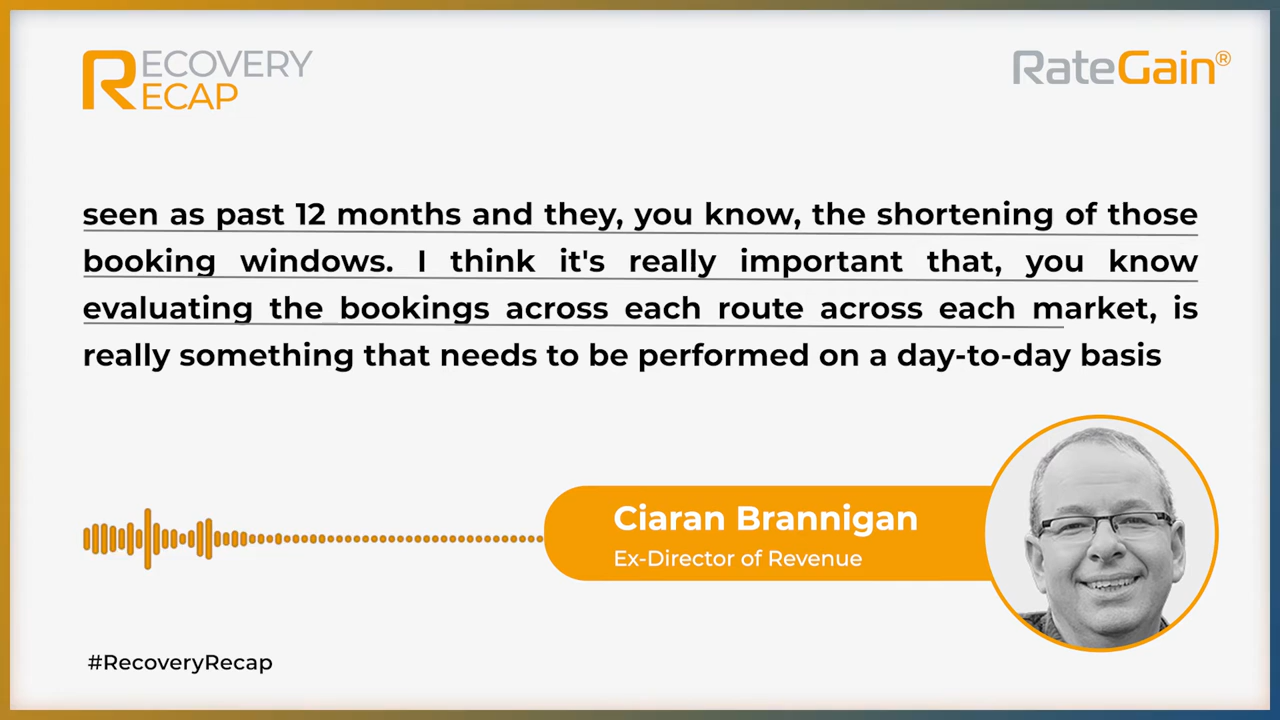 RECOVERY
RECAP
RateGain®
seen as past 12 months and they, you know, the shortening of those
booking windows. I think it's really important that, you know
evaluating the bookings across each route across each market, is
really something that needs to be performed on a day-to-day basis
Ciaran Brannigan
Ex-Director of Revenue
#RecoveryRecap